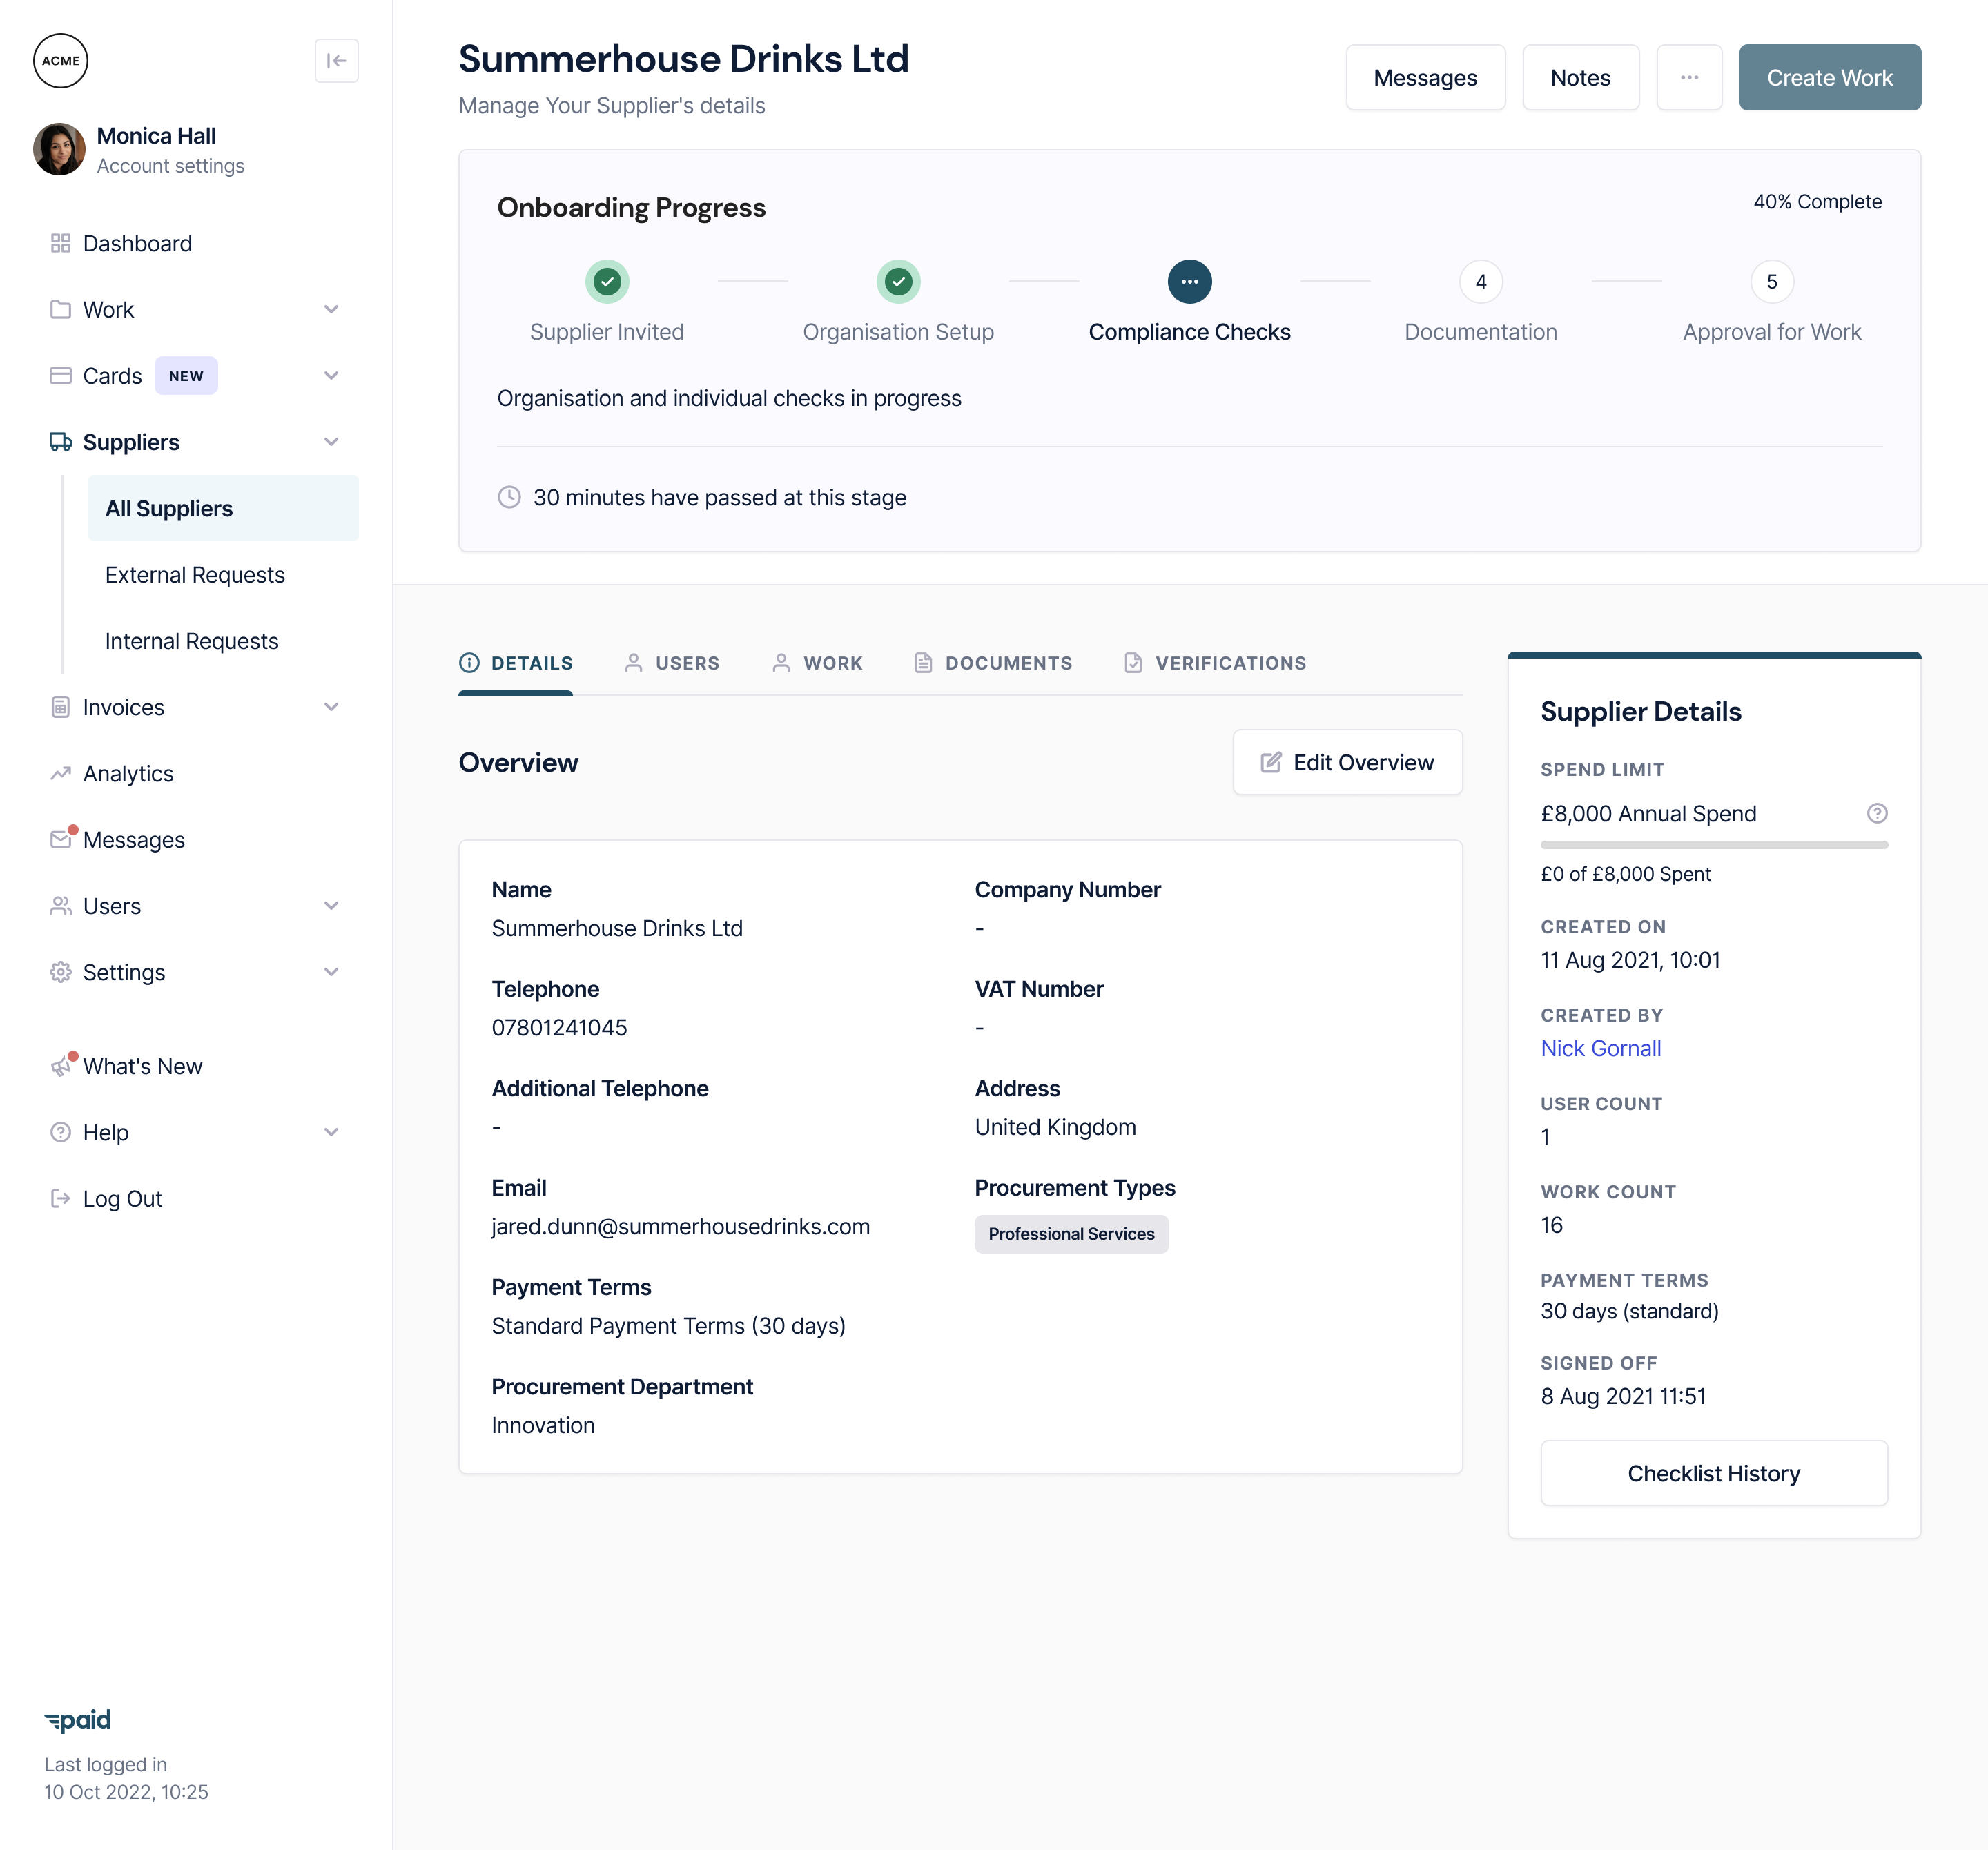 ACME
Monica Hall
Account settings
Dashboard
Work
Cards NEW
Suppliers
All Suppliers
External Requests
Internal Requests
Invoices
Analytics
Messages
Users
Settings
What's New
Help
Log Out
paid
Last logged in
10 Oct 2022, 10:25
Summerhouse Drinks Ltd
Manage Your Supplier's details
Messages
Notes
Create Work
Onboarding Progress
40% Complete
4
5
Supplier Invited
Organisation Setup
Compliance Checks
Documentation
Approval for Work
Organisation and individual checks in progress
30 minutes have passed at this stage
DETAILS
USERS
WORK
DOCUMENTS
VERIFICATIONS
Overview
Edit Overview
Name
Summerhouse Drinks Ltd
Telephone
07801241045
Additional Telephone
-
Email
jared.dunn@summerhousedrinks.com
Payment Terms
Standard Payment Terms (30 days)
Procurement Department
Innovation
Company Number
-
VAT Number
-
Address
United Kingdom
Procurement Types
Professional Services
Supplier Details
SPEND LIMIT
£8,000 Annual Spend
£0 of £8,000 Spent
CREATED ON
11 Aug 2021, 10:01
CREATED BY
Nick Gornall
USER COUNT
1
WORK COUNT
16
PAYMENT TERMS
30 days (standard)
SIGNED OFF
8 Aug 2021 11:51
Checklist History